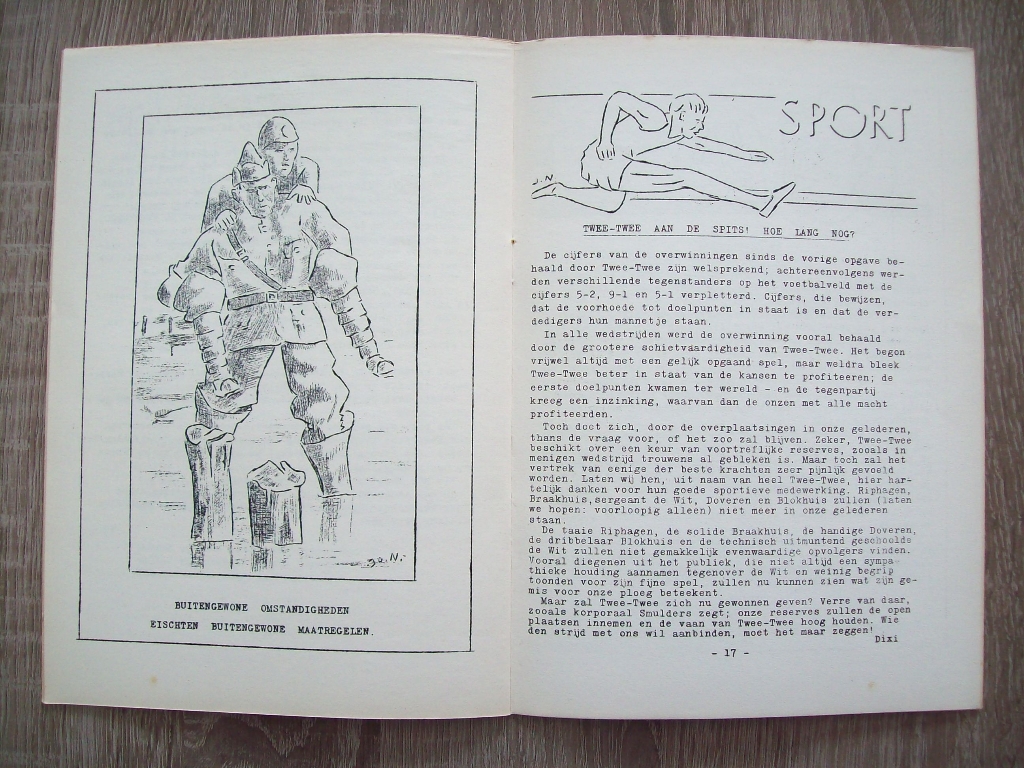 Jb. N.
BUITENGEWONE OMSTANDIGHEDEN
EISCHTEN BUITENGEWONE MAATREGELEN.
SPORT
J.N
TWEE-TWEE AAN DE SPITS! HOE LANG NOG?
De cijfers van de overwinningen sinds de vorige opgave be-
haald door Twee-Twee zijn welsprekend; achtereenvolgens wer-
den verschillende tegenstanders op het voetbalveld met de
cijfers 5-2, 9-1 en 5-1 verpletterd. Cijfers, die bewijzen,
dat de voorhoede tot doelpunten in staat is en dat de ver-
dedigers hun mannetje staan.
In alle wedstrijden werd de overwinning vooral behaald
door de grootere schietvaardigheid van Twee-Twee. Het begon
vrijwel altijd met een gelijk opgaand spel, maar weldra bleek
Twee-Twee beter in staat van de kansen te profiteeren; de
eerste doelpunten kwamen ter wereld - en de tegenpartij
kreeg een inzinking, waarvan dan de onzen met alle macht
profiteerden.
Toch doet zich, door de overplaatsingen in onze gelederen,
thans de vraag voor, of het zoo zal blijven. Zeker, Twee-Twee
beschikt over een keur van voortreflijke reserves, zooals in
menigen wedstrijd trouwens al gebleken is. Maar toch zal het
vertrek van eenige der beste krachten zeer pijnlijk gevoeld
worden. Laten wij hen, uit naam van heel Twee-Twee, hier har-
telijk danken voor hun goede sportieve medewerking. Riphagen,
Braakhuis, sergeant de Wit, Doveren en Blokhuis zullen (laten
we hopen: voorloopig alleen) niet meer in onze gelederen
staan.
De taaie Riphagen, de solide Braakhuis, de handige Doveren,
de dribbelaar Blokhuis en de technisch uitmuntend geschoolde
de Wit zullen niet gemakkelijk evenwaardige opvolgers vinden.
Vooral diegenen uit het publiek, die niet altijd een sympa-
thieke houding aannamen tegenover de Wit en weinig begrip
toonden voor zijn fijne spel, zullen nu kunnen zien wat zijn ge-
mis voor onze ploeg beteekent.
Maar zal Twee-Twee zich nu gewonnen geven? Verre van daar,
zooals korporaal Smulders zegt; onze reserves zullen de open
plaatsen innemen en de vaan van Twee-Twee hoog houden. Wie
den strijd met ons wil aanbinden, moet het maar zeggen!
Dixi
- 17 -